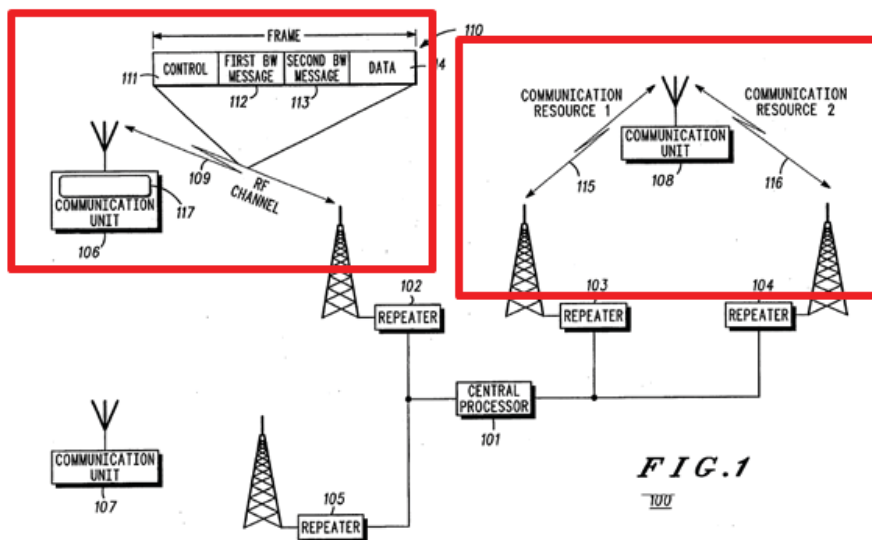 FRAME
110
CONTROL
FIRST BW
MESSAGE
SECOND BW
MESSAGE
DATA
111
112
113
COMMUNICATION
RESOURCE 1
COMMUNICATION
RESOURCE 2
COMMUNICATION
UNIT
108
115
116
109
RF
CHANNEL
117
COMMUNICATION
UNIT
106
102
REPEATER
103
REPEATER
104
REPEATER
CENTRAL
PROCESSOR
101
COMMUNICATION
UNIT
107
105
REPEATER
FIG.1
100